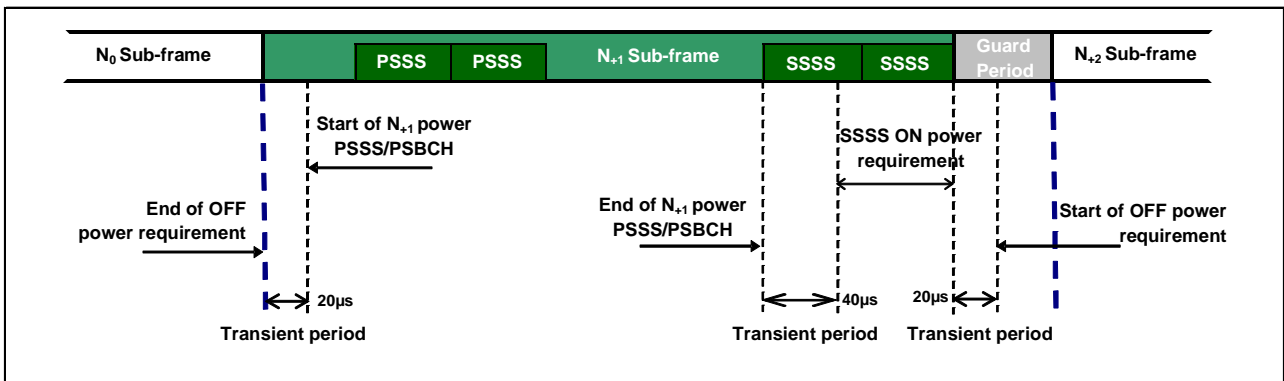 N0 Sub-frame
PSSS
PSSS
N+1 Sub-frame
SSSS
SSSS
Guard
Period
N+2 Sub-frame
Start of N+1 power
PSSS/PSBCH
SSSS ON power
requirement
End of OFF
power requirement
End of N+1 power
PSSS/PSBCH
Start of OFF power
requirement
20µs
40µs
20µs
Transient period
Transient period
Transient period